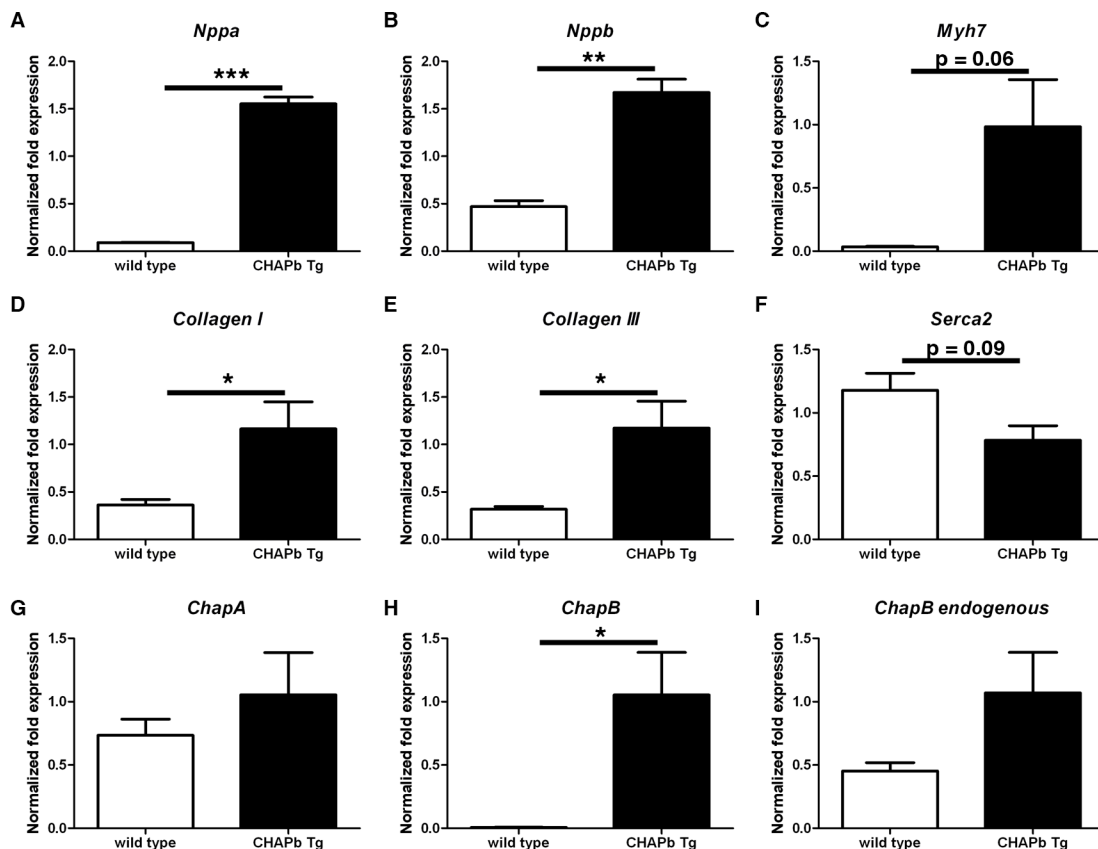 A
Nppa
Normalized fold expression
2.0
1.5
1.0
0.5
0.0
***
wild type
CHAPb Tg
B
Nppb
Normalized fold expression
2.0
1.5
1.0
0.5
0.0
**
wild type
CHAPb Tg
C
Myh7
Normalized fold expression
1.5
1.0
0.5
0.0
p = 0.06
wild type
CHAPb Tg
D
Collagen I
Normalized fold expression
2.0
1.5
1.0
0.5
0.0
*
wild type
CHAPb Tg
E
Collagen III
Normalized fold expression
2.0
1.5
1.0
0.5
0.0
*
wild type
CHAPb Tg
F
Serca2
Normalized fold expression
1.5
1.0
0.5
0.0
p = 0.09
wild type
CHAPb Tg
G
ChapA
Normalized fold expression
1.5
1.0
0.5
0.0
wild type
CHAPb Tg
H
ChapB
Normalized fold expression
1.5
1.0
0.5
0.0
*
wild type
CHAPb Tg
I
ChapB endogenous
Normalized fold expression
1.5
1.0
0.5
0.0
wild type
CHAPb Tg